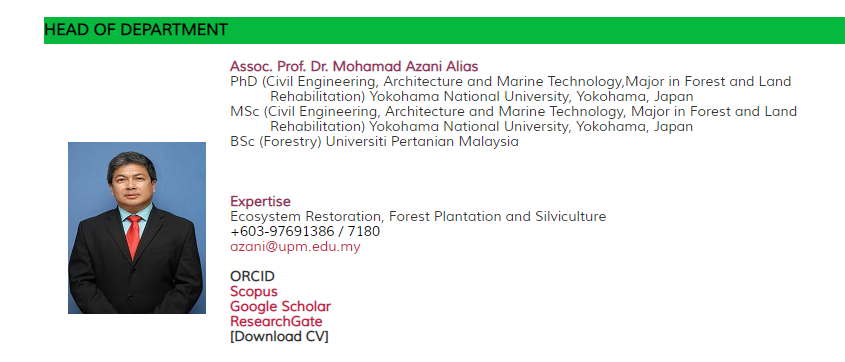 HEAD OF DEPARTMENT
Assoc. Prof. Dr. Mohamad Azani Alias
PhD (Civil Engineering, Architecture and Marine Technology,Major in Forest and Land
Rehabilitation) Yokohama National University, Yokohama, Japan
MSc (Civil Engineering, Architecture and Marine Technology, Major in Forest and Land
Rehabilitation) Yokohama National University, Yokohama, Japan
BSc (Forestry) Universiti Pertanian Malaysia
Expertise
Ecosystem Restoration, Forest Plantation and Silviculture
+603-97691386 / 7180
azani@upm.edu.my
ORCID
Scopus
Google Scholar
ResearchGate
[Download CV]